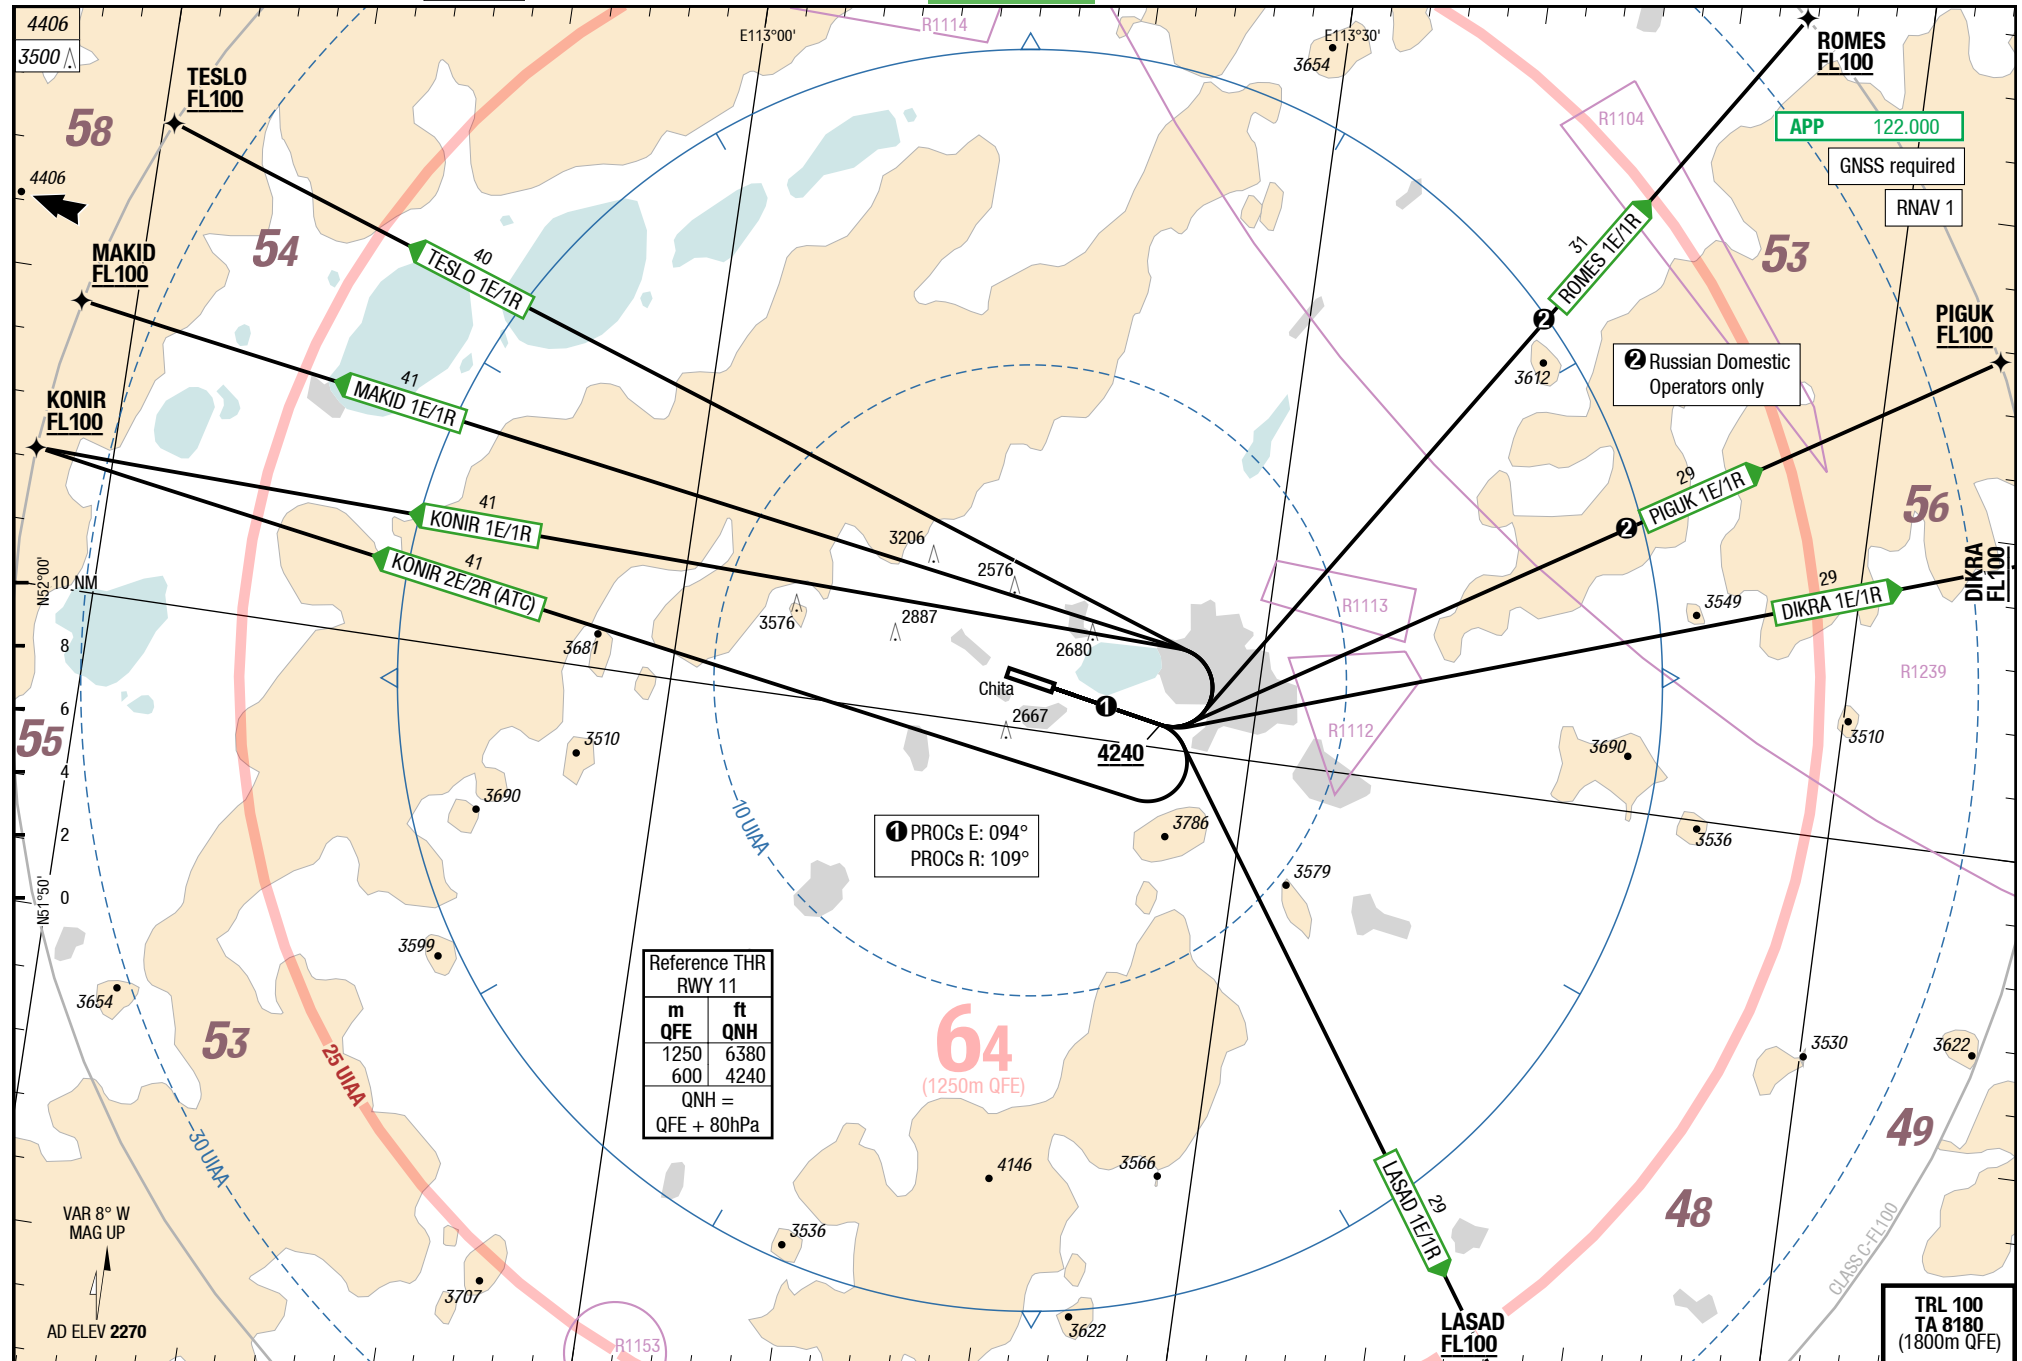 4406
3500
R1114
E113°00'
E113°30'
3654
ROMES
FL100
TESLO
FL100
58
R1104
APP 122.000
GNSS required
RNAV 1
4406
54
MAKID
FL100
40
TESLO 1E/1R
31
ROMES 1E/1R
53
PIGUK
FL100
2
2 Russian Domestic
Operators only
3612
41
MAKID 1E/1R
KONIR
FL100
29
PIGUK 1E/1R
2
56
41
KONIR 1E/1R
41
KONIR 2E/2R (ATC)
3206
2576
DIKRA
FL100
N52°00'
10 NM
8
6
4
2
0
N51°50'
3576
2887
3681
2680
R1113
3549
29
DIKRA 1E/1R
R1239
Chita
1
2667
4240
R1112
55
3510
3690
3690
3510
3536
10 UIAA
1 PROCs E: 094°
PROCs R: 109°
3786
3579
3599
3654
Reference THR
RWY 11
m ft
QFE QNH
1250 6380
600 4240
QNH =
QFE + 80hPa
53
25 UIAA
30 UIAA
64
(1250m QFE)
3530
3622
49
4146
3566
29
LASAD 1E/1R
48
CLASS C-FL100
VAR 8° W
MAG UP
AD ELEV 2270
3536
3707
R1153
3622
LASAD
FL100
TRL 100
TA 8180
(1800m QFE)